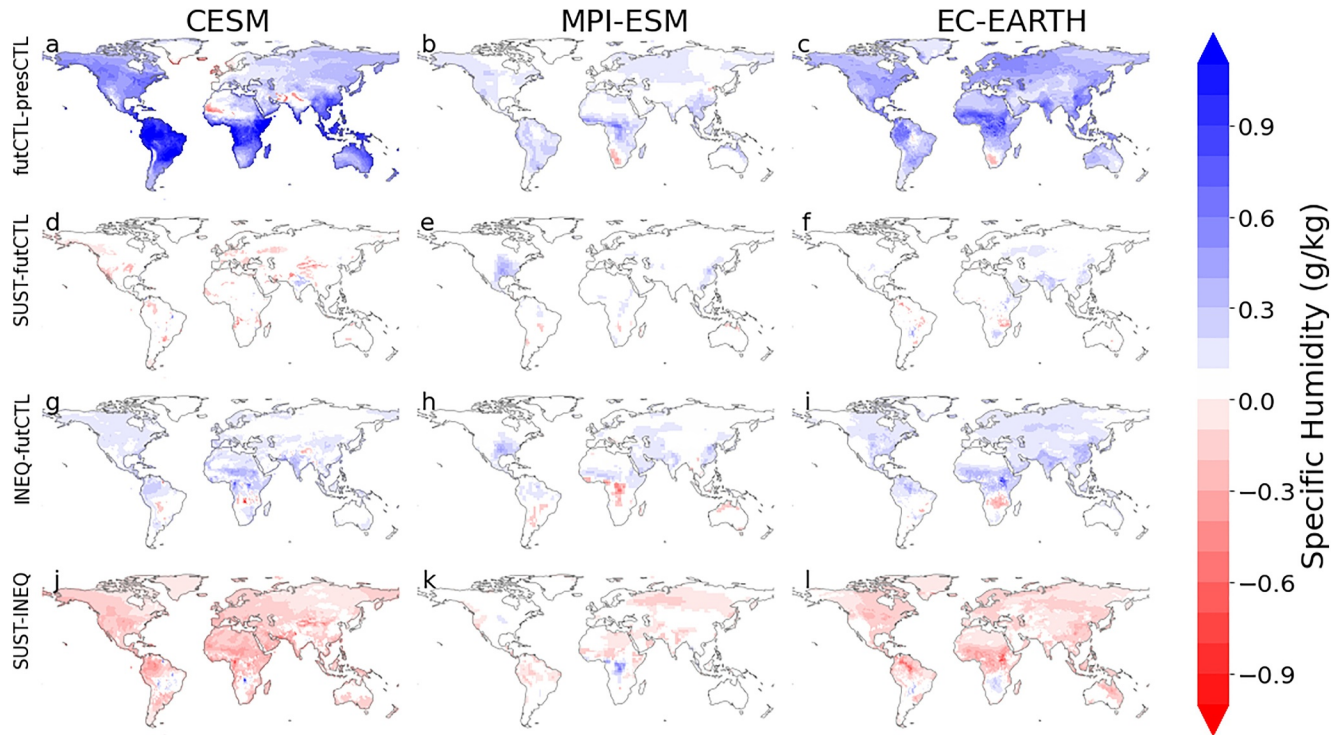 CESM MPI-ESM EC-EARTH
futCTL-presCTL
a b c
SUST-futCTL
d e f
INEQ-futCTL
g h i
SUST-INEQ
j k l
0.9
0.6
0.3
0.0
−0.3
−0.6
−0.9
Specific Humidity (g/kg)